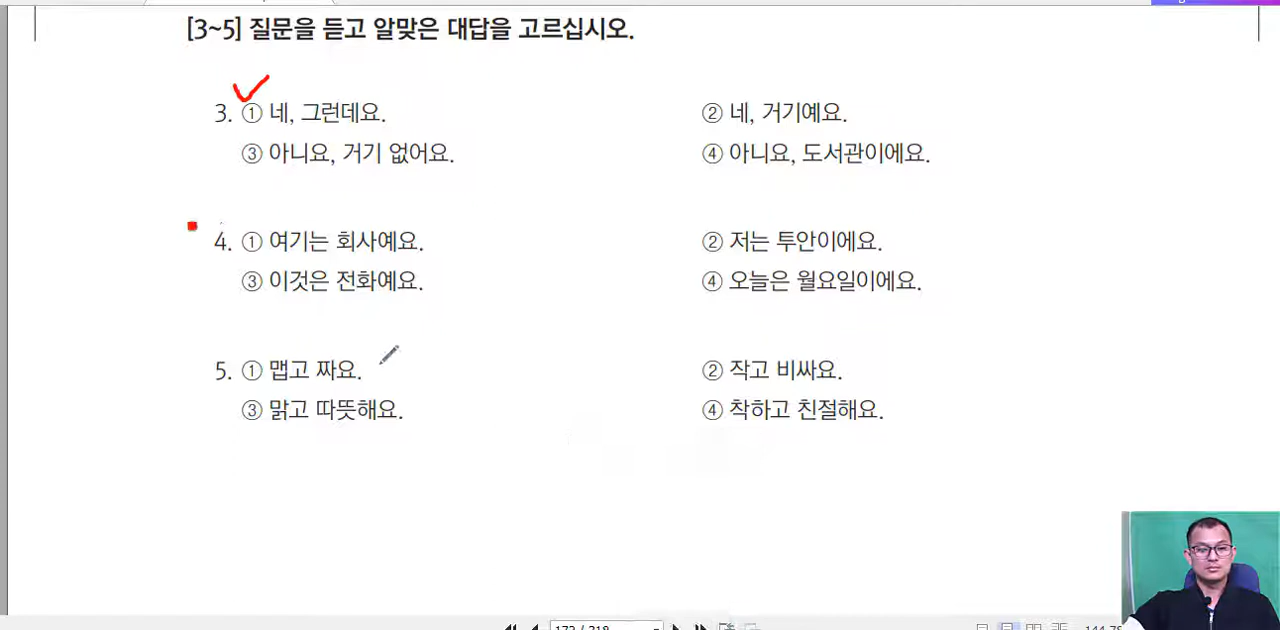 [3~5] 질문을 듣고 알맞은 대답을 고르십시오.
3. ① 네, 그런데요. ② 네, 거기예요.
③ 아니요, 거기 없어요. ④ 아니요, 도서관이에요.
4. ① 여기는 회사예요. ② 저는 투안이에요.
③ 이것은 전화예요. ④ 오늘은 월요일이에요.
5. ① 맵고 짜요. ② 작고 비싸요.
③ 맑고 따뜻해요. ④ 착하고 친절해요.